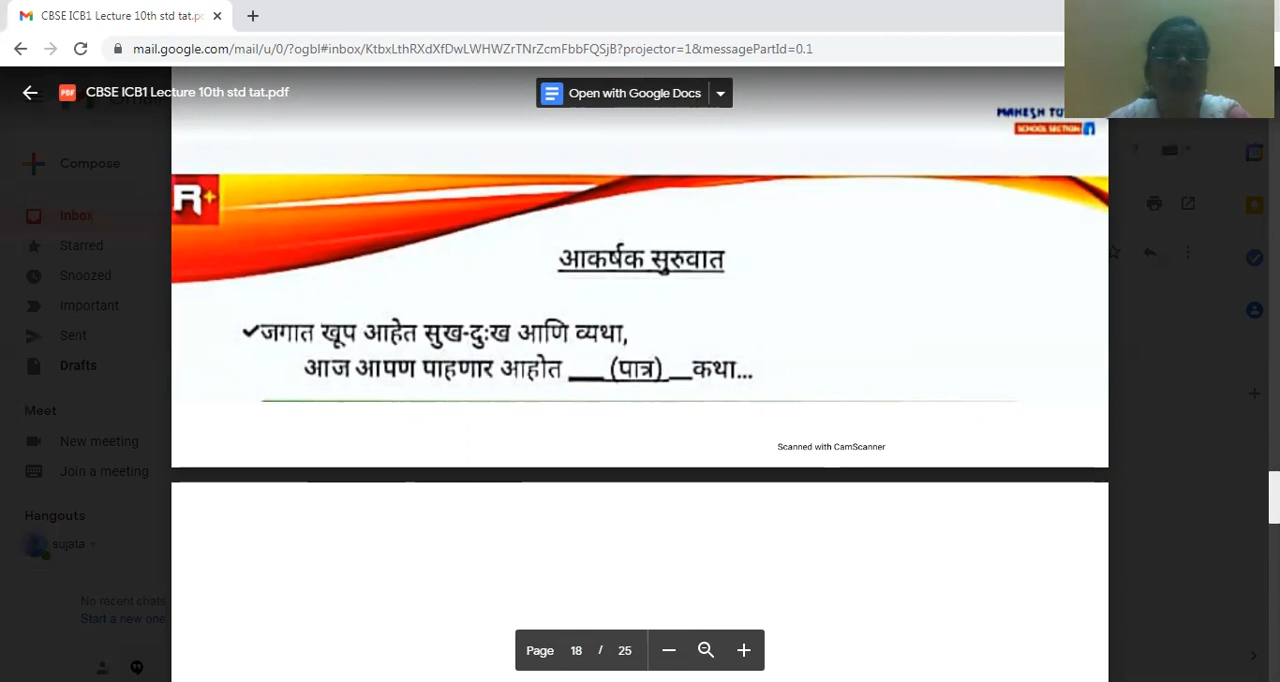 CBSE ICB1 Lecture 10th std tat.pdf
mail.google.com/mail/u/0/?ogbl#inbox/KtbxLthRXdXfDwLWHWZrTNrZcmFbbFQSjB?projector=1&messagePartId=0.1
CBSE ICB1 Lecture 10th std tat.pdf
Open with Google Docs
MAHESH TU
SCHOOL SECTION
Compose
R+
Inbox
Starred
आकर्षक सुरुवात
Snoozed
Important
✓जगात खूप आहेत सुख-दुःख आणि व्यथा,
Sent
आज आपण पाहणार आहोत ___ (पात्र) __कथा...
Drafts
Meet
New meeting
Scanned with CamScanner
Join a meeting
Hangouts
sujata
No recent chats
Start a new one
Page 18 / 25